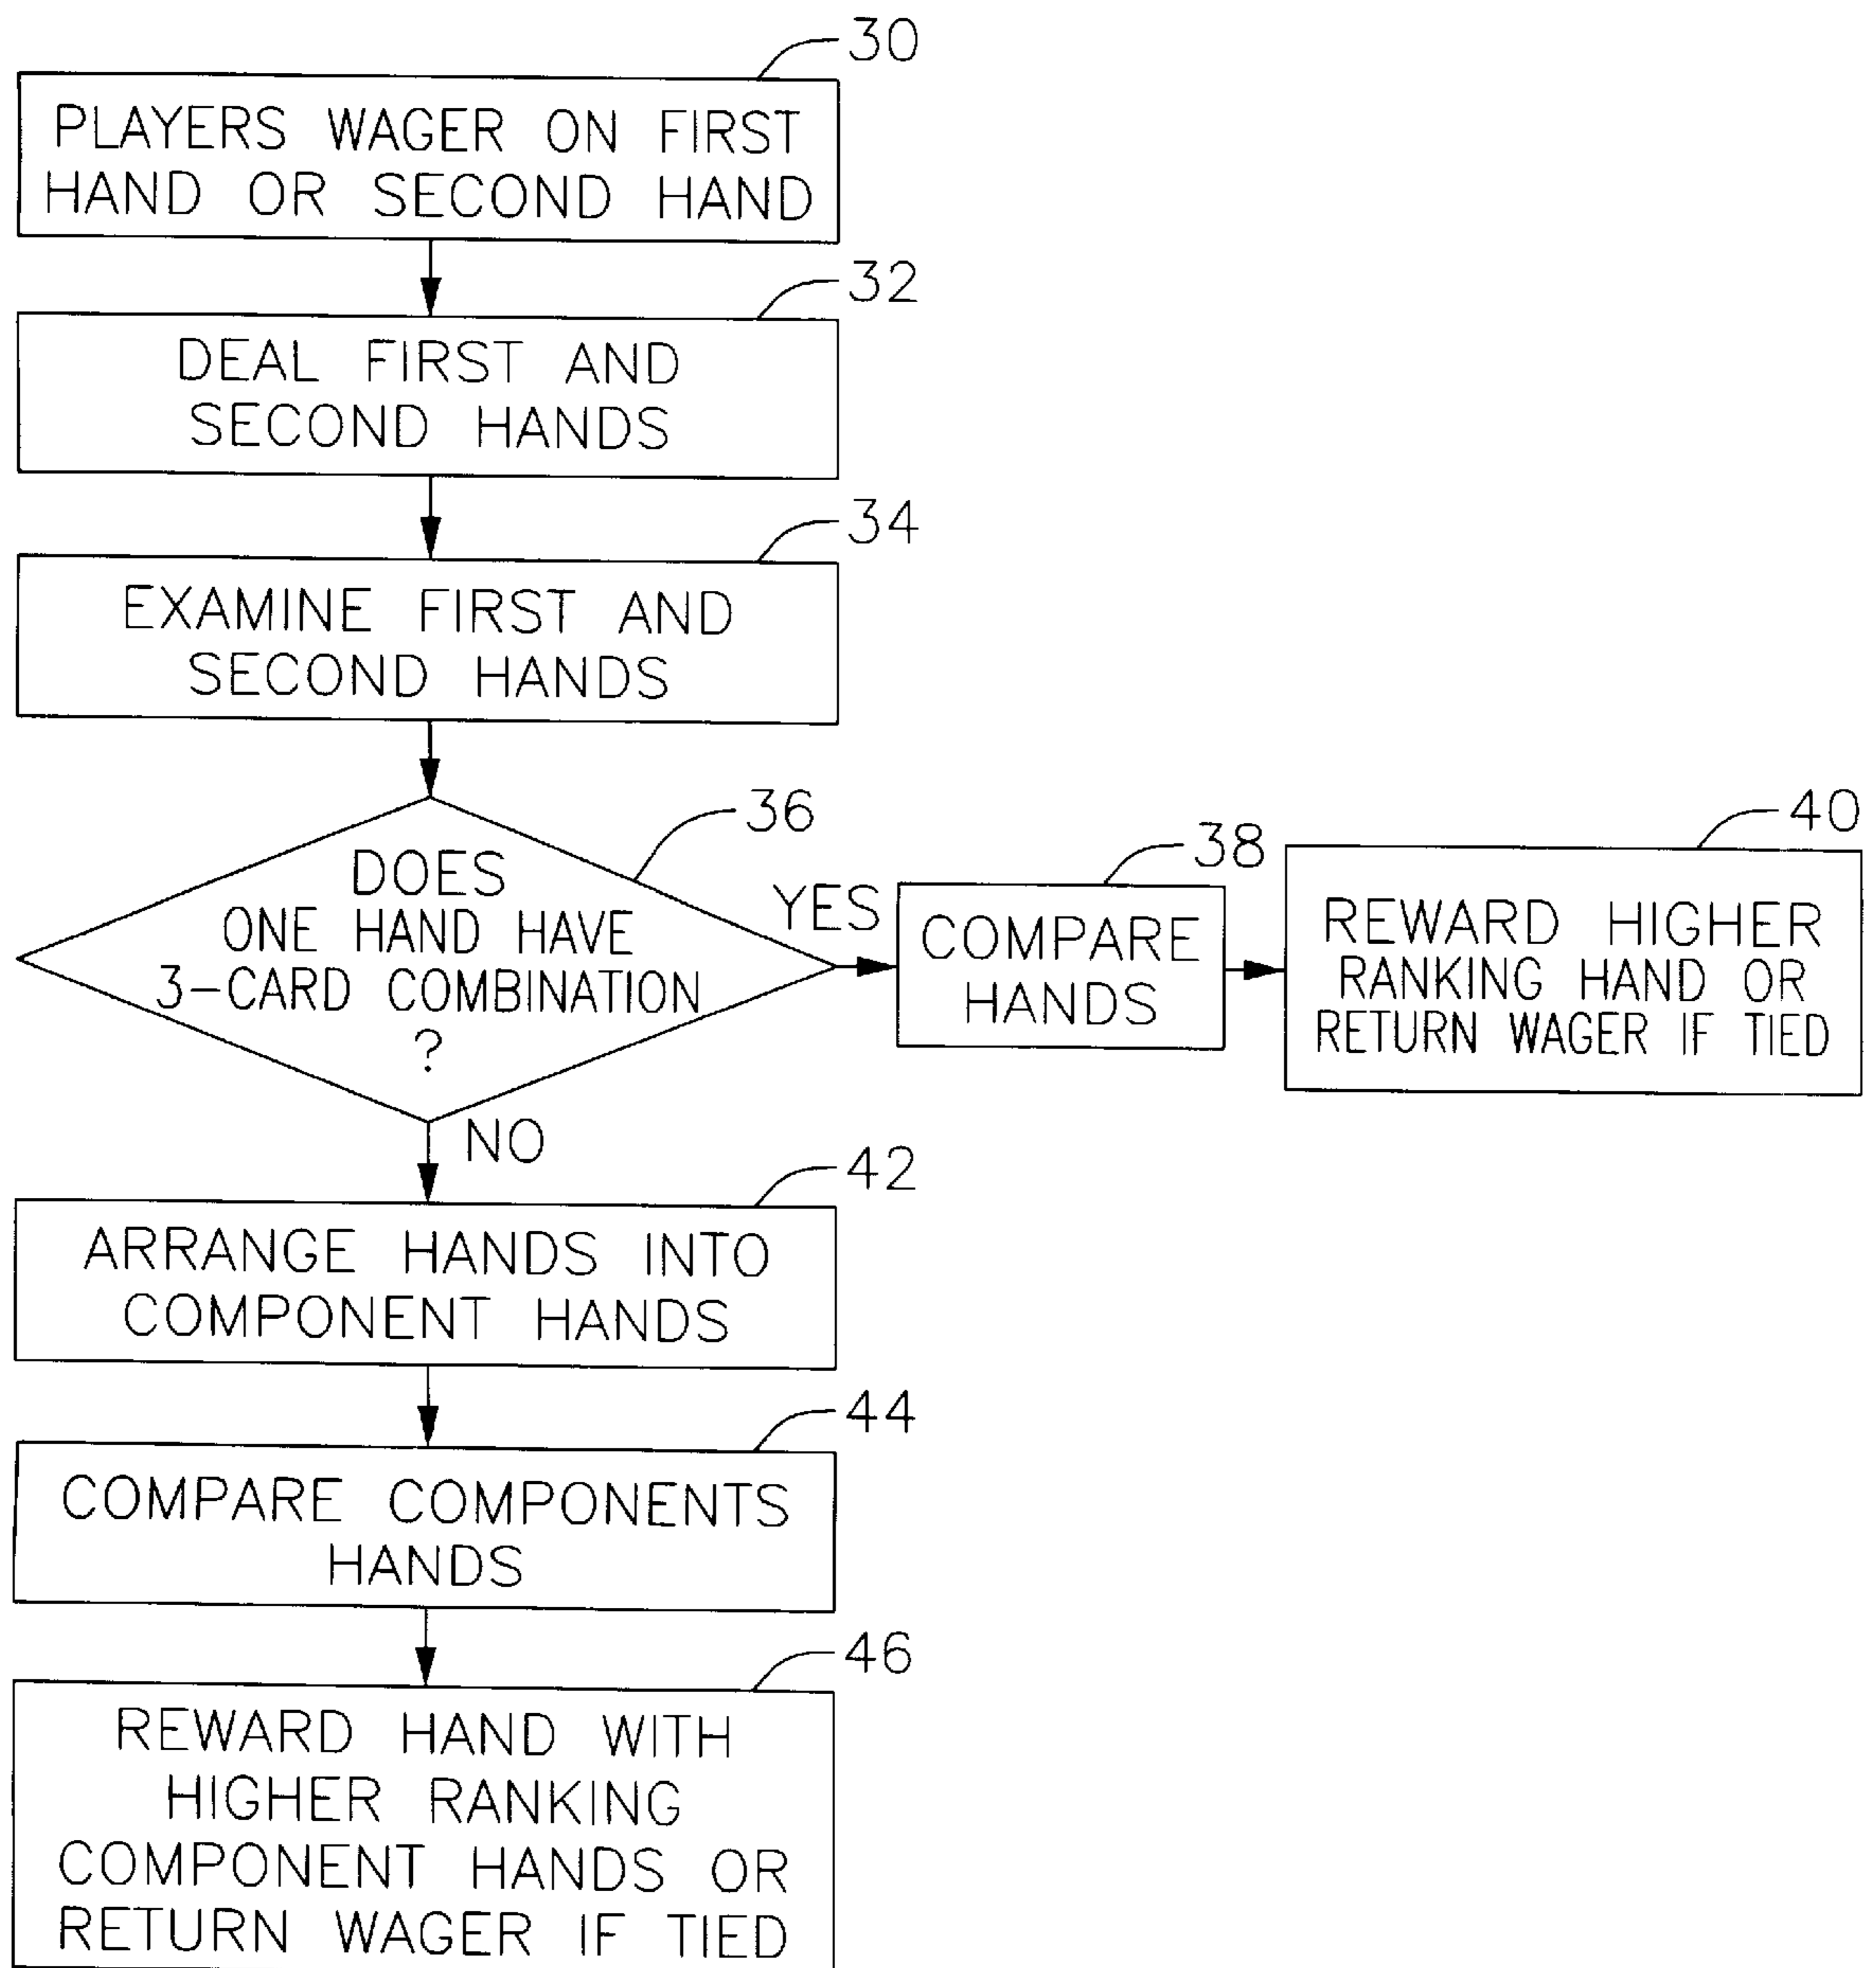 30
PLAYERS WAGER ON FIRST
HAND OR SECOND HAND
32
DEAL FIRST AND
SECOND HANDS
34
EXAMINE FIRST AND
SECOND HANDS
36
DOES
ONE HAND HAVE
3-CARD COMBINATION
?
YES
38
COMPARE
HANDS
40
REWARD HIGHER
RANKING HAND OR
RETURN WAGER IF TIED
NO
42
ARRANGE HANDS INTO
COMPONENT HANDS
44
COMPARE COMPONENTS
HANDS
46
REWARD HAND WITH
HIGHER RANKING
COMPONENT HANDS OR
RETURN WAGER IF TIED